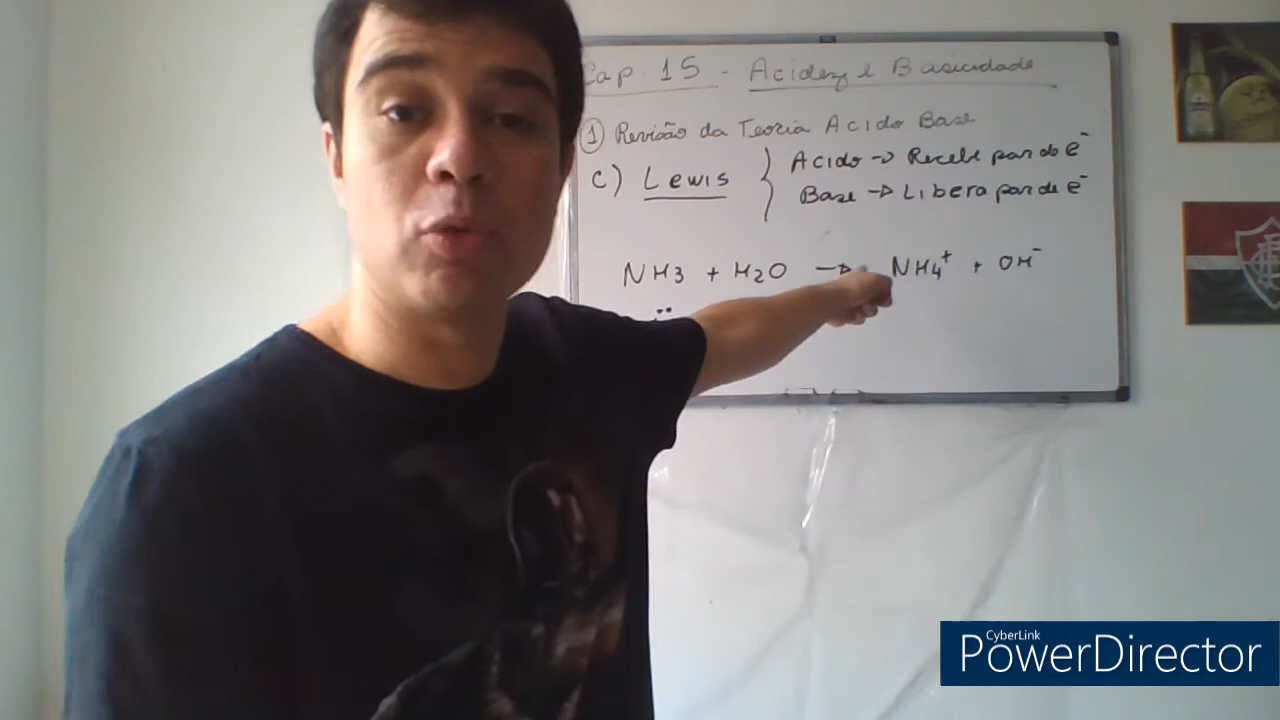 Cap. 15 - Acidez e Basicidade
1 Revisão da Teoria Acido Base
c) Lewis { Acido → Recebe par de e⁻
Base → Libera par de e⁻
NH3 + H2O → NH4⁺ + OH⁻
CyberLink
PowerDirector